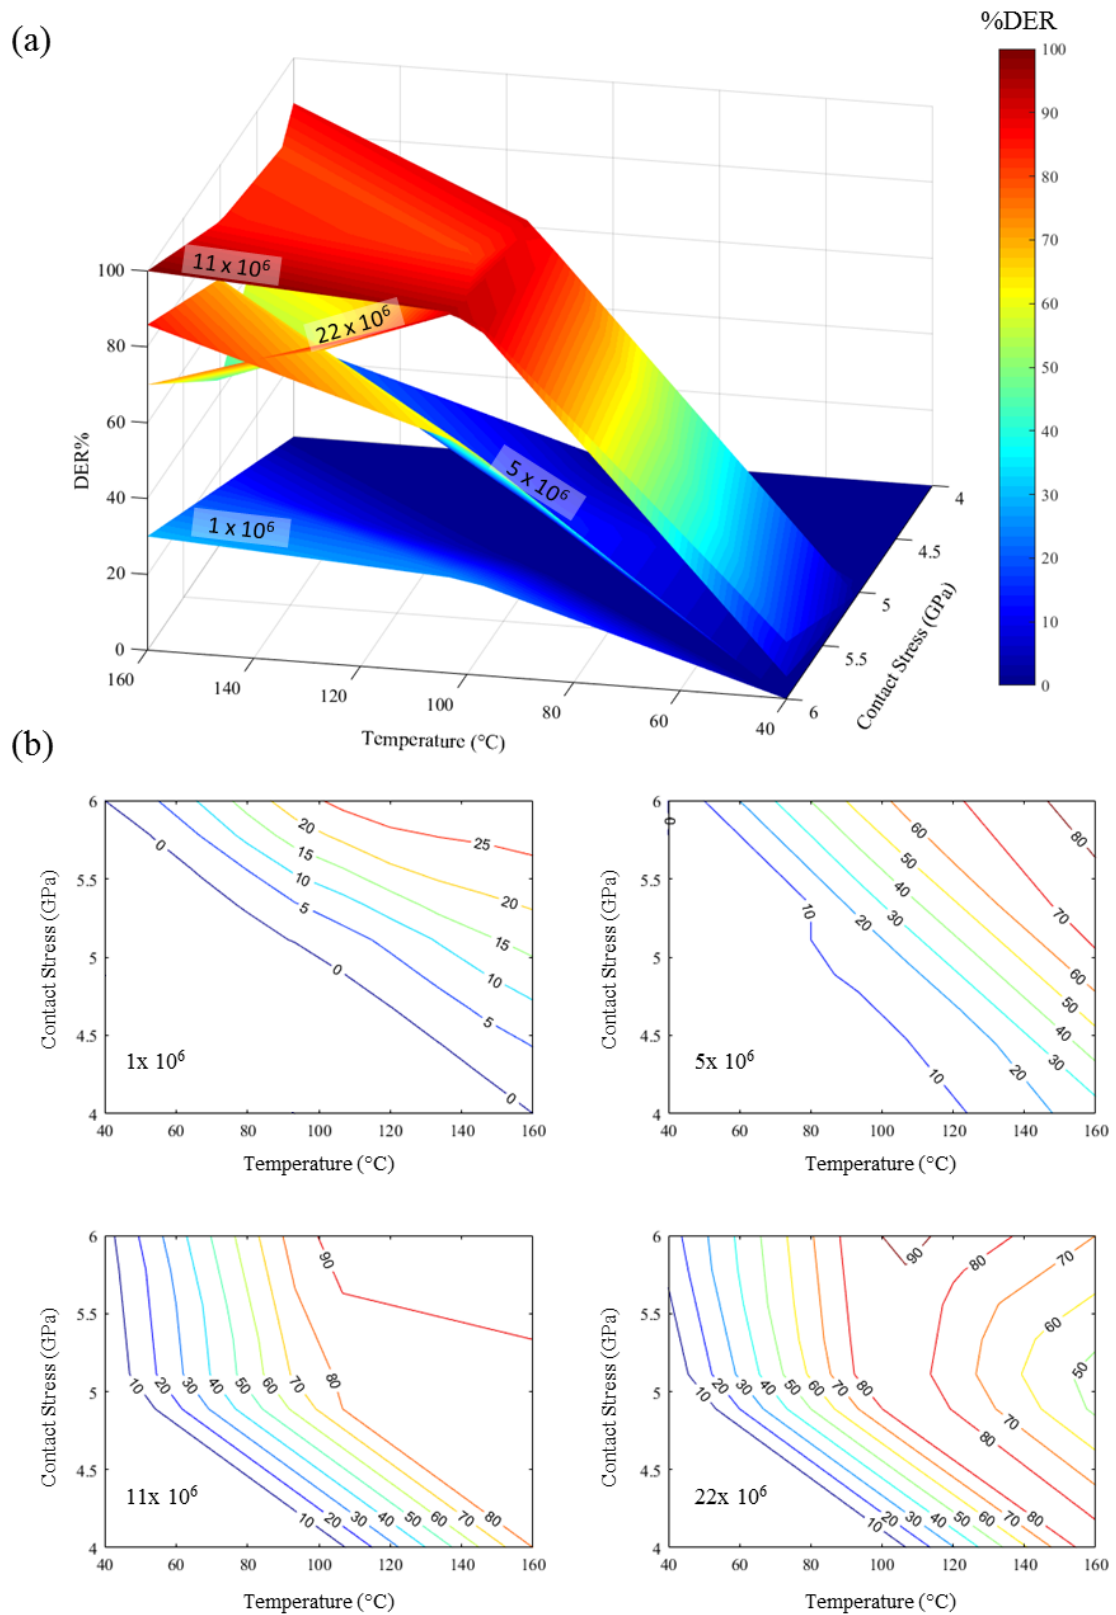 (a)
%DER
100
90
80
70
60
50
40
30
20
10
0
11 x 10⁶
22 x 10⁶
5 x 10⁶
1 x 10⁶
DER%
100
80
60
40
20
0
160
140
120
100
80
60
40
Temperature (°C)
4
4.5
5
5.5
6
Contact Stress (GPa)
(b)
6
5.5
5
4.5
4
Contact Stress (GPa)
0
0
0
5
5
10
10
15
15
20
20
25
1x 10⁶
40 60 80 100 120 140 160
Temperature (°C)
6
5.5
5
4.5
4
Contact Stress (GPa)
0
10
10
20
20
30
30
40
40
50
50
60
60
70
80
5x 10⁶
40 60 80 100 120 140 160
Temperature (°C)
6
5.5
5
4.5
4
Contact Stress (GPa)
90
10 20 30 40 50 60 70 80
10 20 30 40 50 60 70 80
11x 10⁶
40 60 80 100 120 140 160
Temperature (°C)
6
5.5
5
4.5
4
Contact Stress (GPa)
90
80
70
60
50
10 20 30 40 50 60 70 80
70
80
10 20 30 40 50 60 70 80
22x 10⁶
40 60 80 100 120 140 160
Temperature (°C)